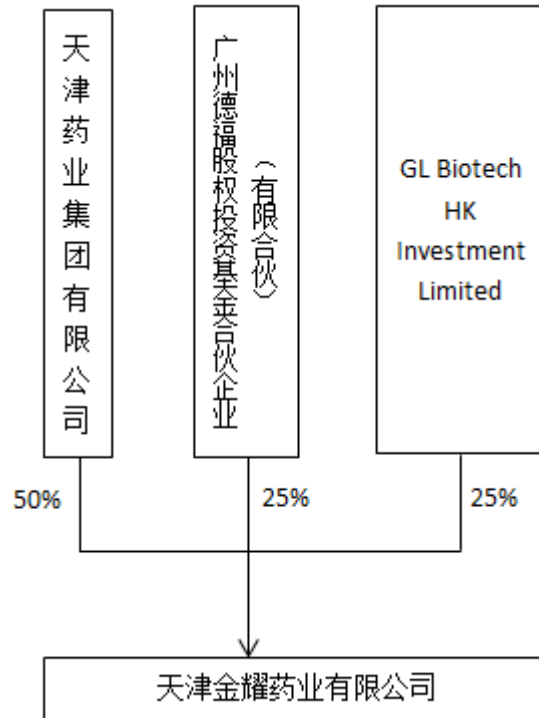 天津药业集团有限公司
广州德福股权投资基金合伙企业
（有限合伙）
GL Biotech
HK
Investment
Limited
50%
25%
25%
天津金耀药业有限公司